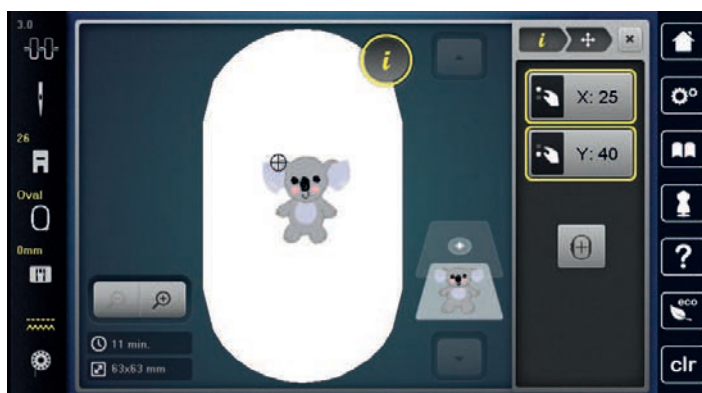 3.0
26
Oval
0mm
i
11 min.
63x63 mm
i
X: 25
Y: 40
?
eco
clr